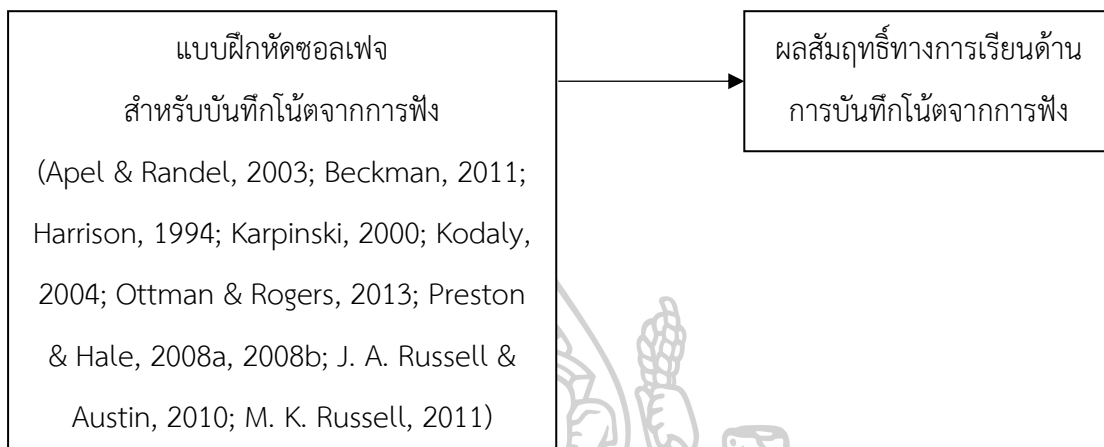 แบบฝึกหัดซอลเฟจ
สำหรับบันทึกโน้ตจากการฟัง
(Apel & Randel, 2003; Beckman, 2011;
Harrison, 1994; Karpinski, 2000; Kodaly,
2004; Ottman & Rogers, 2013; Preston
& Hale, 2008a, 2008b; J. A. Russell &
Austin, 2010; M. K. Russell, 2011)
ผลสัมฤทธิ์ทางการเรียนด้าน
การบันทึกโน้ตจากการฟัง